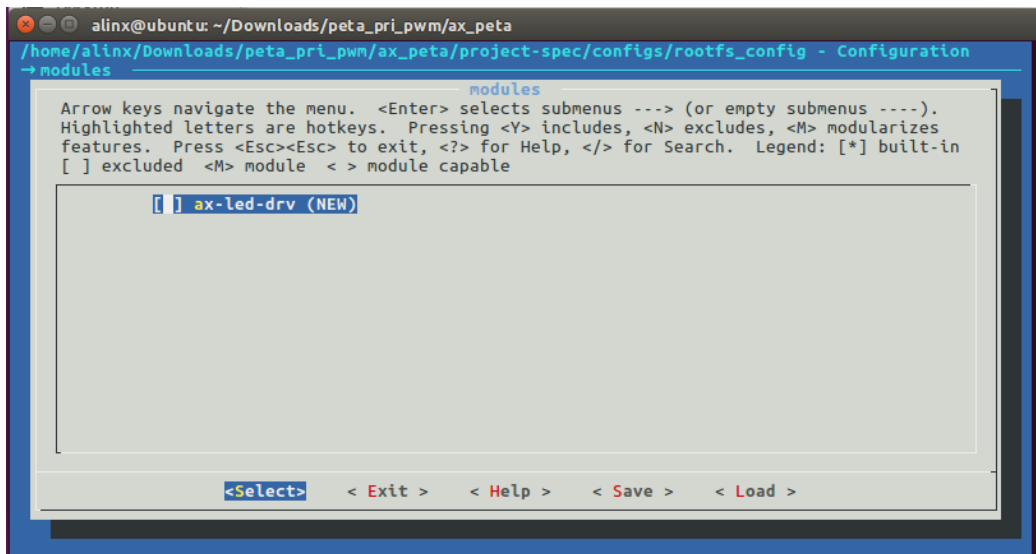 alinx@ubuntu: ~/Downloads/peta_pri_pwm/ax_peta
/home/alinx/Downloads/peta_pri_pwm/ax_peta/project-spec/configs/rootfs_config - Configuration
→ modules
modules
Arrow keys navigate the menu.  <Enter> selects submenus ---> (or empty submenus ----).
Highlighted letters are hotkeys.  Pressing <Y> includes, <N> excludes, <M> modularizes
features.  Press <Esc><Esc> to exit, <?> for Help, </> for Search.  Legend: [*] built-in
[ ] excluded  <M> module  < > module capable
[ ] ax-led-drv (NEW)
<Select>    < Exit >    < Help >    < Save >    < Load >